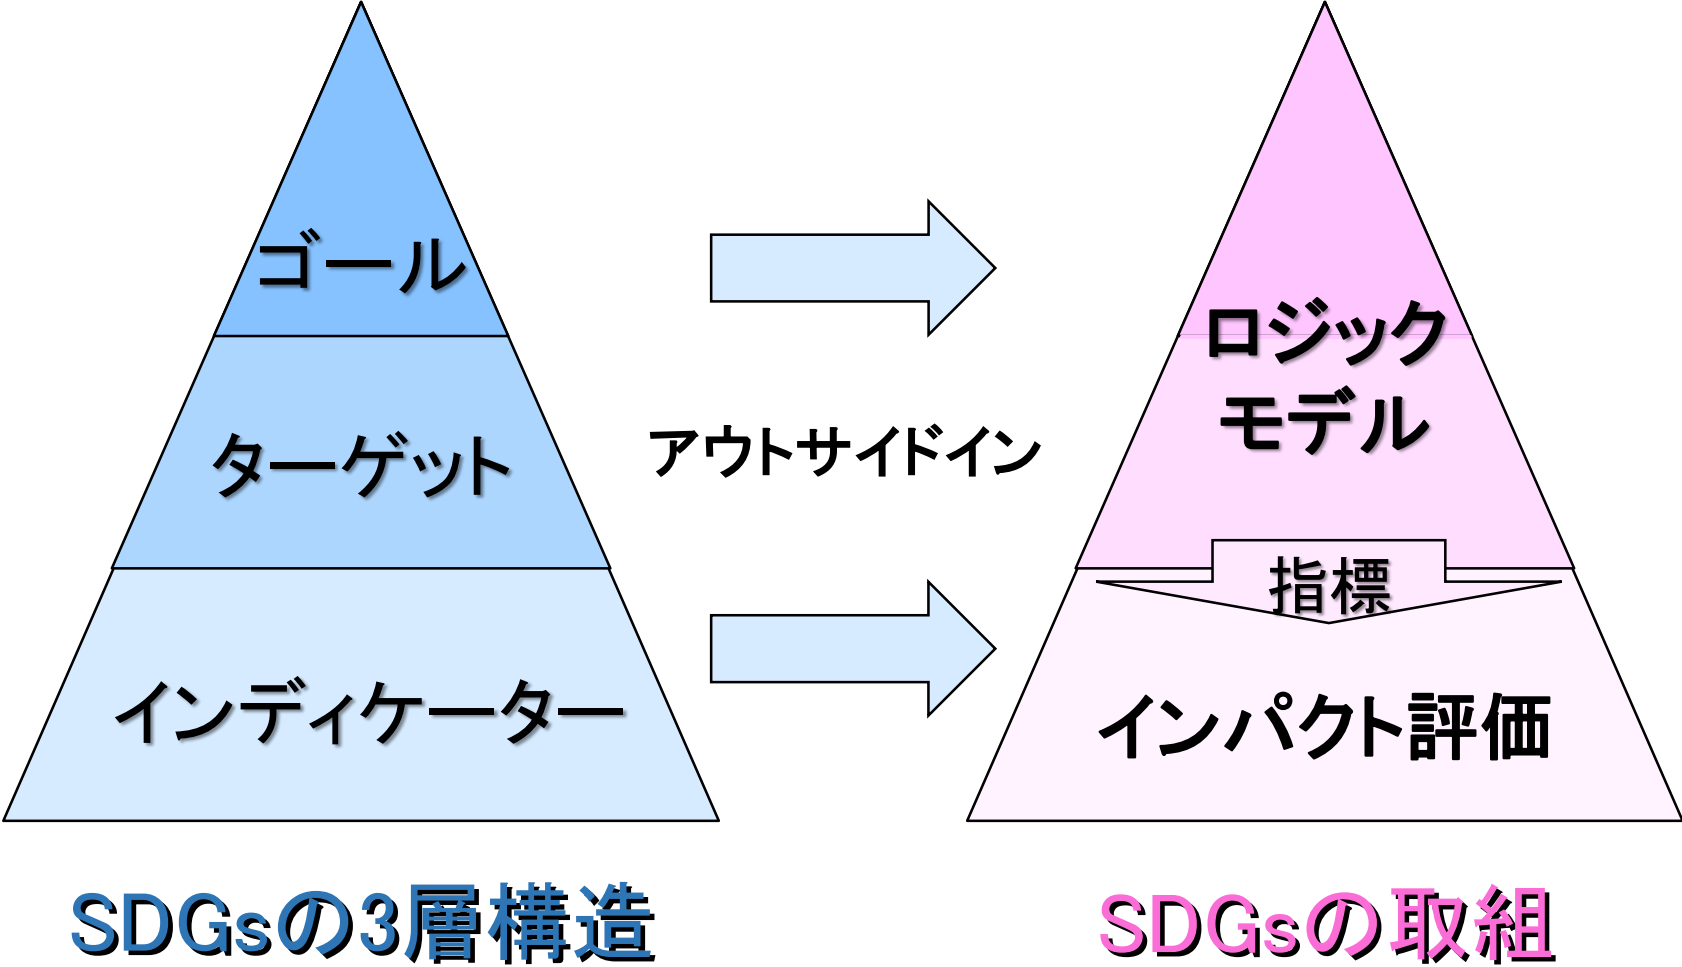 ゴール
ターゲット
インディケーター
SDGsの3層構造
アウトサイドイン
ロジック
モデル
指標
インパクト評価
SDGsの取組